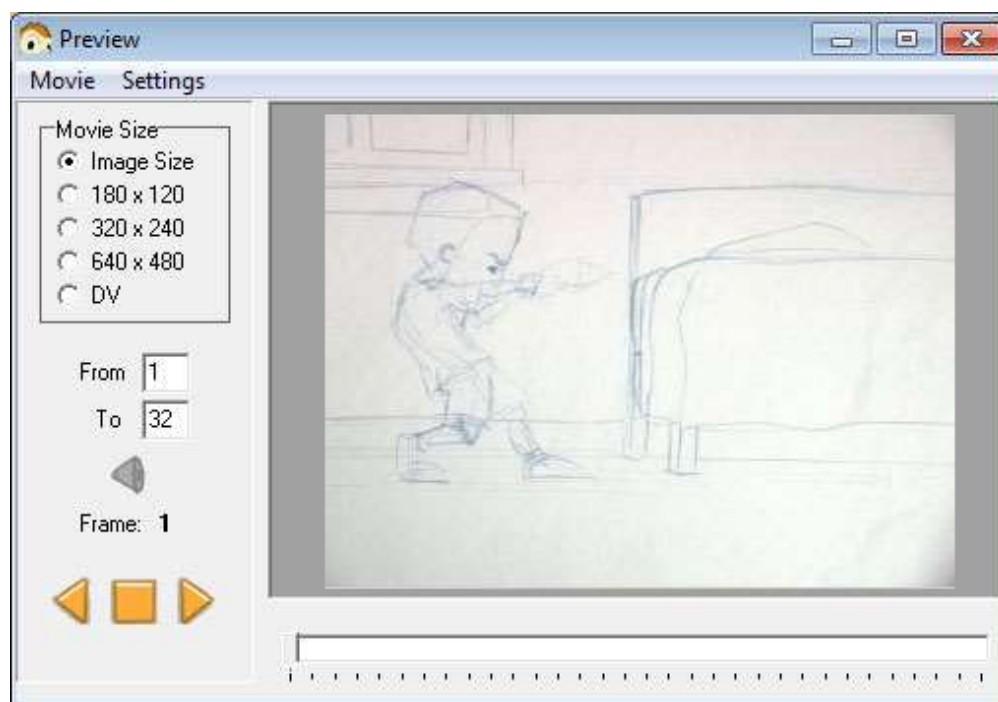 Preview
Movie Settings
Movie Size
Image Size
180 x 120
320 x 240
640 x 480
DV
From 1
To 32
Frame: 1